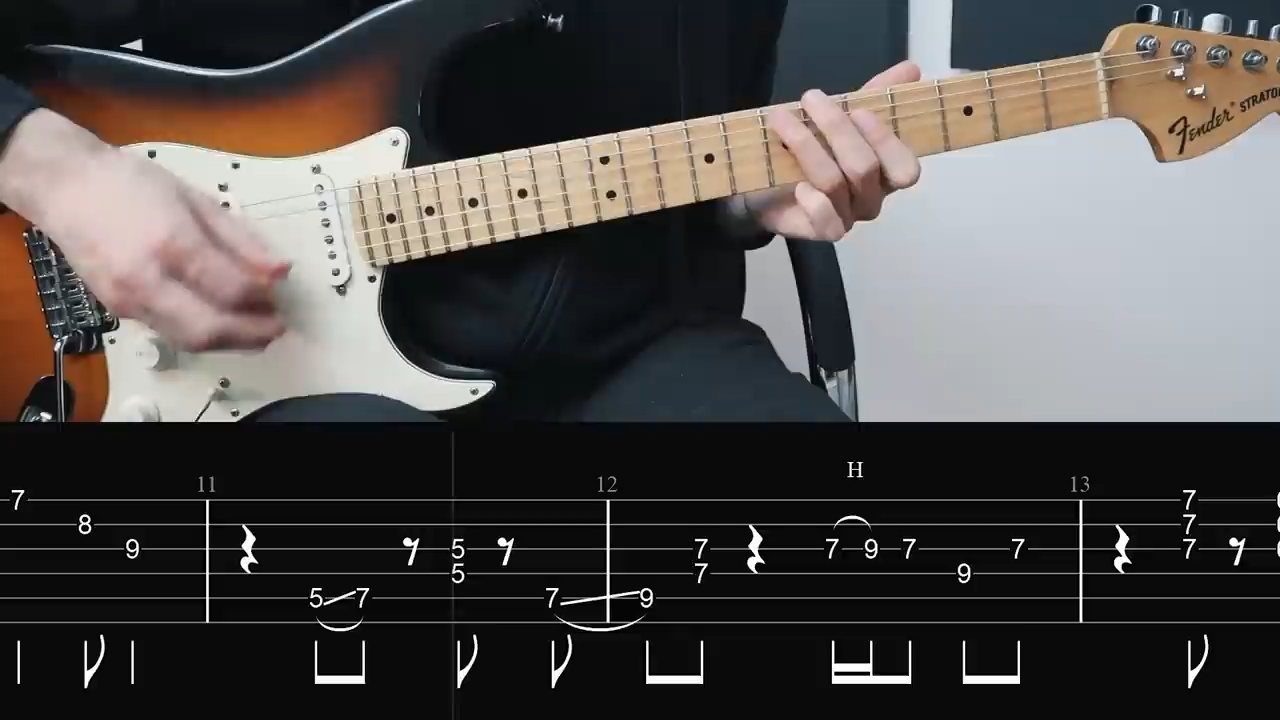 Fender STRATO
H
11 12 13
7 7
8 7
9 5 7 7 9 7 7 7
5 7 9
5 7 7 9